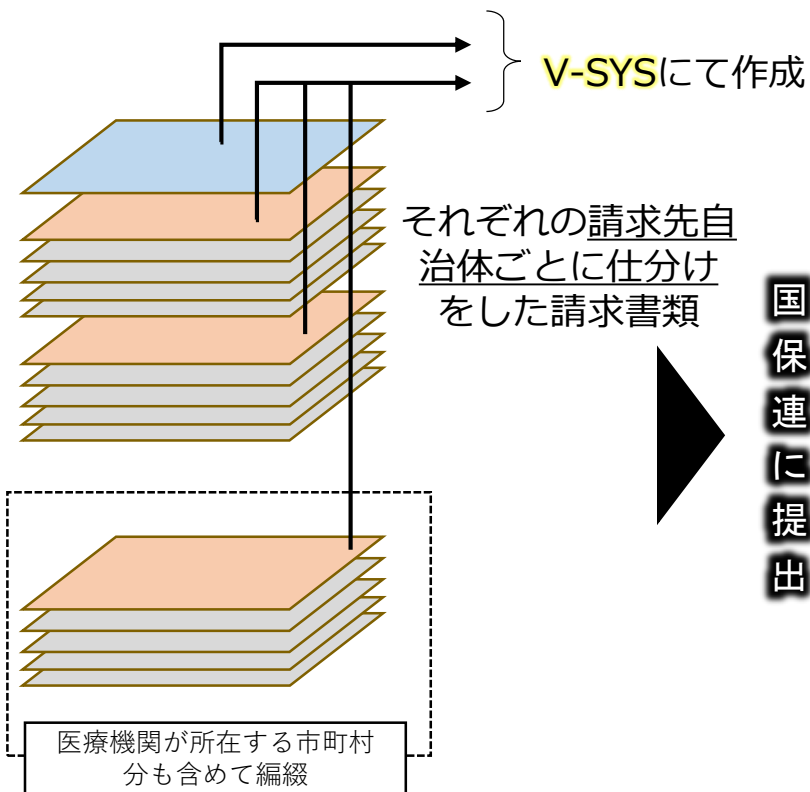 V-SYSにて作成
それぞれの請求先自
治体ごとに仕分け
をした請求書類
国保連に提出
医療機関が所在する市町村
分も含めて編綴